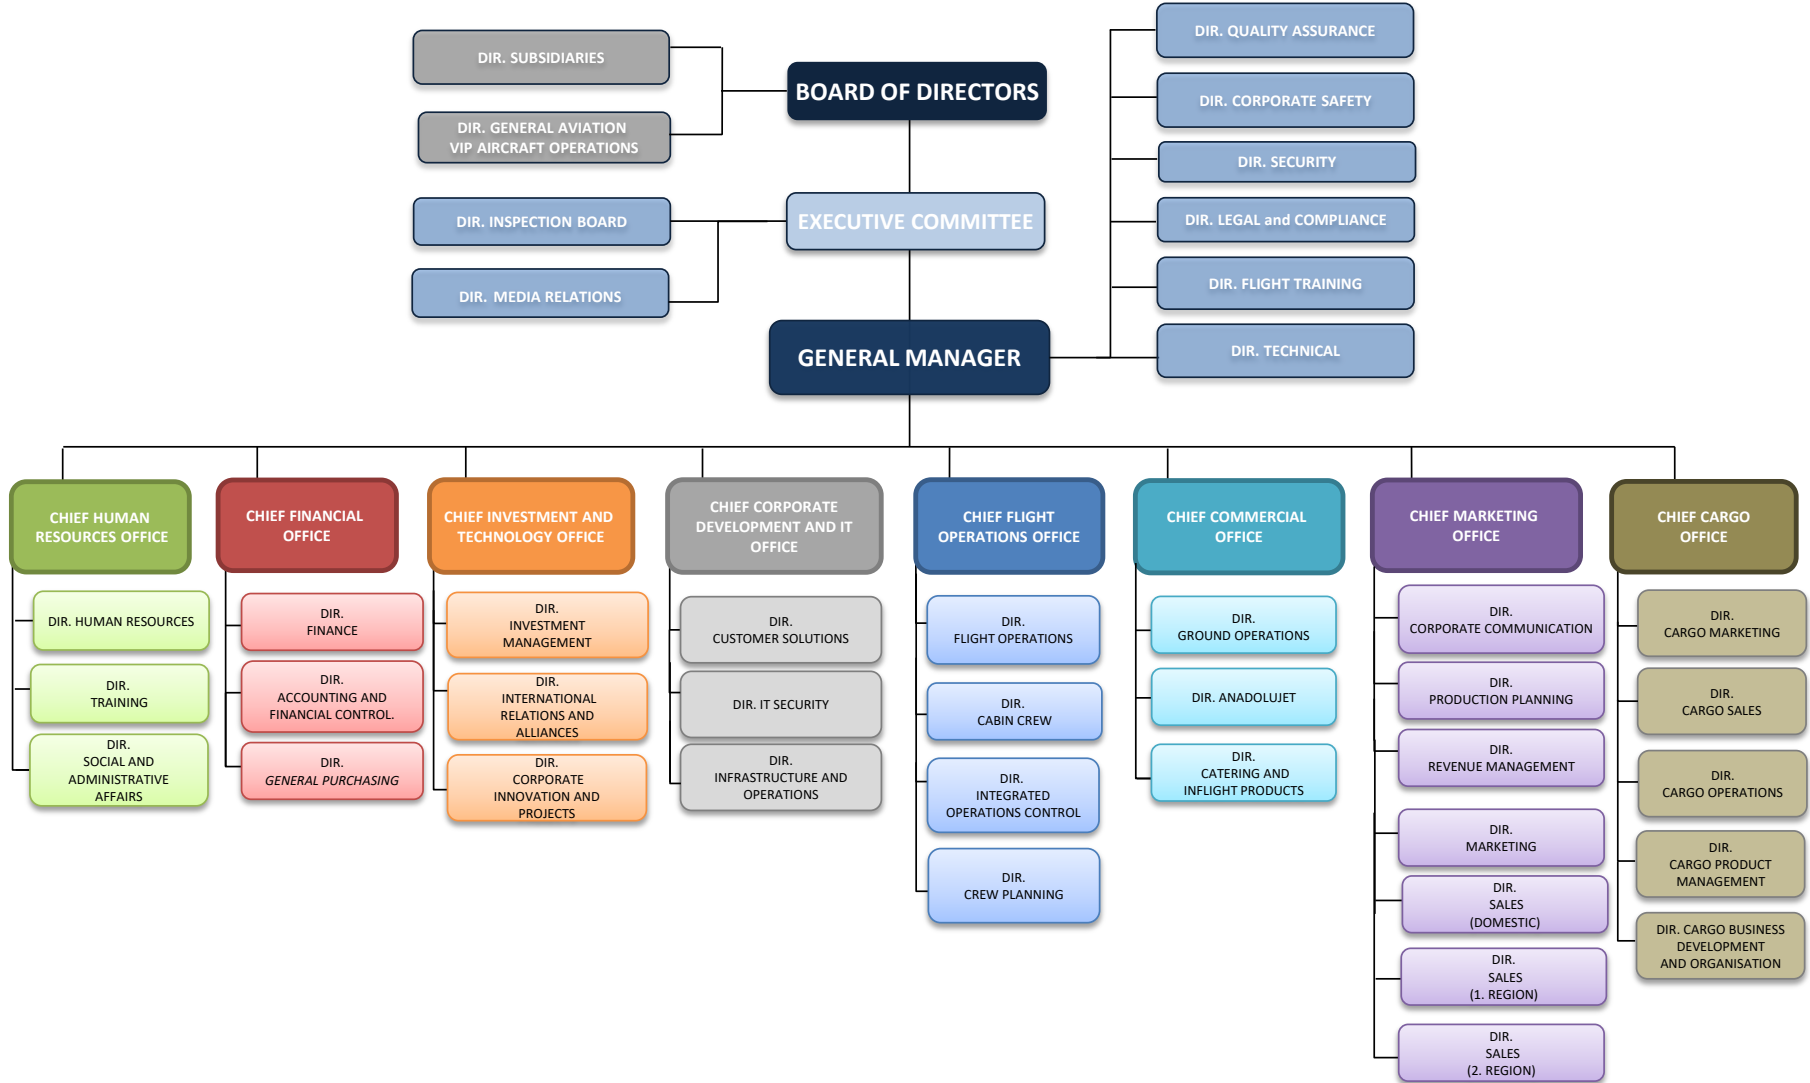 DIR. SUBSIDIARIES
DIR. GENERAL AVIATION
VIP AIRCRAFT OPERATIONS
BOARD OF DIRECTORS
DIR. INSPECTION BOARD
DIR. MEDIA RELATIONS
EXECUTIVE COMMITTEE
GENERAL MANAGER
DIR. QUALITY ASSURANCE
DIR. CORPORATE SAFETY
DIR. SECURITY
DIR. LEGAL and COMPLIANCE
DIR. FLIGHT TRAINING
DIR. TECHNICAL
CHIEF HUMAN
RESOURCES OFFICE
DIR. HUMAN RESOURCES
DIR.
TRAINING
DIR.
SOCIAL AND
ADMINISTRATIVE
AFFAIRS
CHIEF FINANCIAL
OFFICE
DIR.
FINANCE
DIR.
ACCOUNTING AND
FINANCIAL CONTROL.
DIR.
GENERAL PURCHASING
CHIEF INVESTMENT AND
TECHNOLOGY OFFICE
DIR.
INVESTMENT
MANAGEMENT
DIR.
INTERNATIONAL
RELATIONS AND
ALLIANCES
DIR.
CORPORATE
INNOVATION AND
PROJECTS
CHIEF CORPORATE
DEVELOPMENT AND IT
OFFICE
DIR.
CUSTOMER SOLUTIONS
DIR. IT SECURITY
DIR.
INFRASTRUCTURE AND
OPERATIONS
CHIEF FLIGHT
OPERATIONS OFFICE
DIR.
FLIGHT OPERATIONS
DIR.
CABIN CREW
DIR.
INTEGRATED
OPERATIONS CONTROL
DIR.
CREW PLANNING
CHIEF COMMERCIAL
OFFICE
DIR.
GROUND OPERATIONS
DIR. ANADOLUJET
DIR.
CATERING AND
INFLIGHT PRODUCTS
CHIEF MARKETING
OFFICE
DIR.
CORPORATE COMMUNICATION
DIR.
PRODUCTION PLANNING
DIR.
REVENUE MANAGEMENT
DIR.
MARKETING
DIR.
SALES
(DOMESTIC)
DIR.
SALES
(1. REGION)
DIR.
SALES
(2. REGION)
CHIEF CARGO
OFFICE
DIR.
CARGO MARKETING
DIR.
CARGO SALES
DIR.
CARGO OPERATIONS
DIR.
CARGO PRODUCT
MANAGEMENT
DIR. CARGO BUSINESS
DEVELOPMENT
AND ORGANISATION